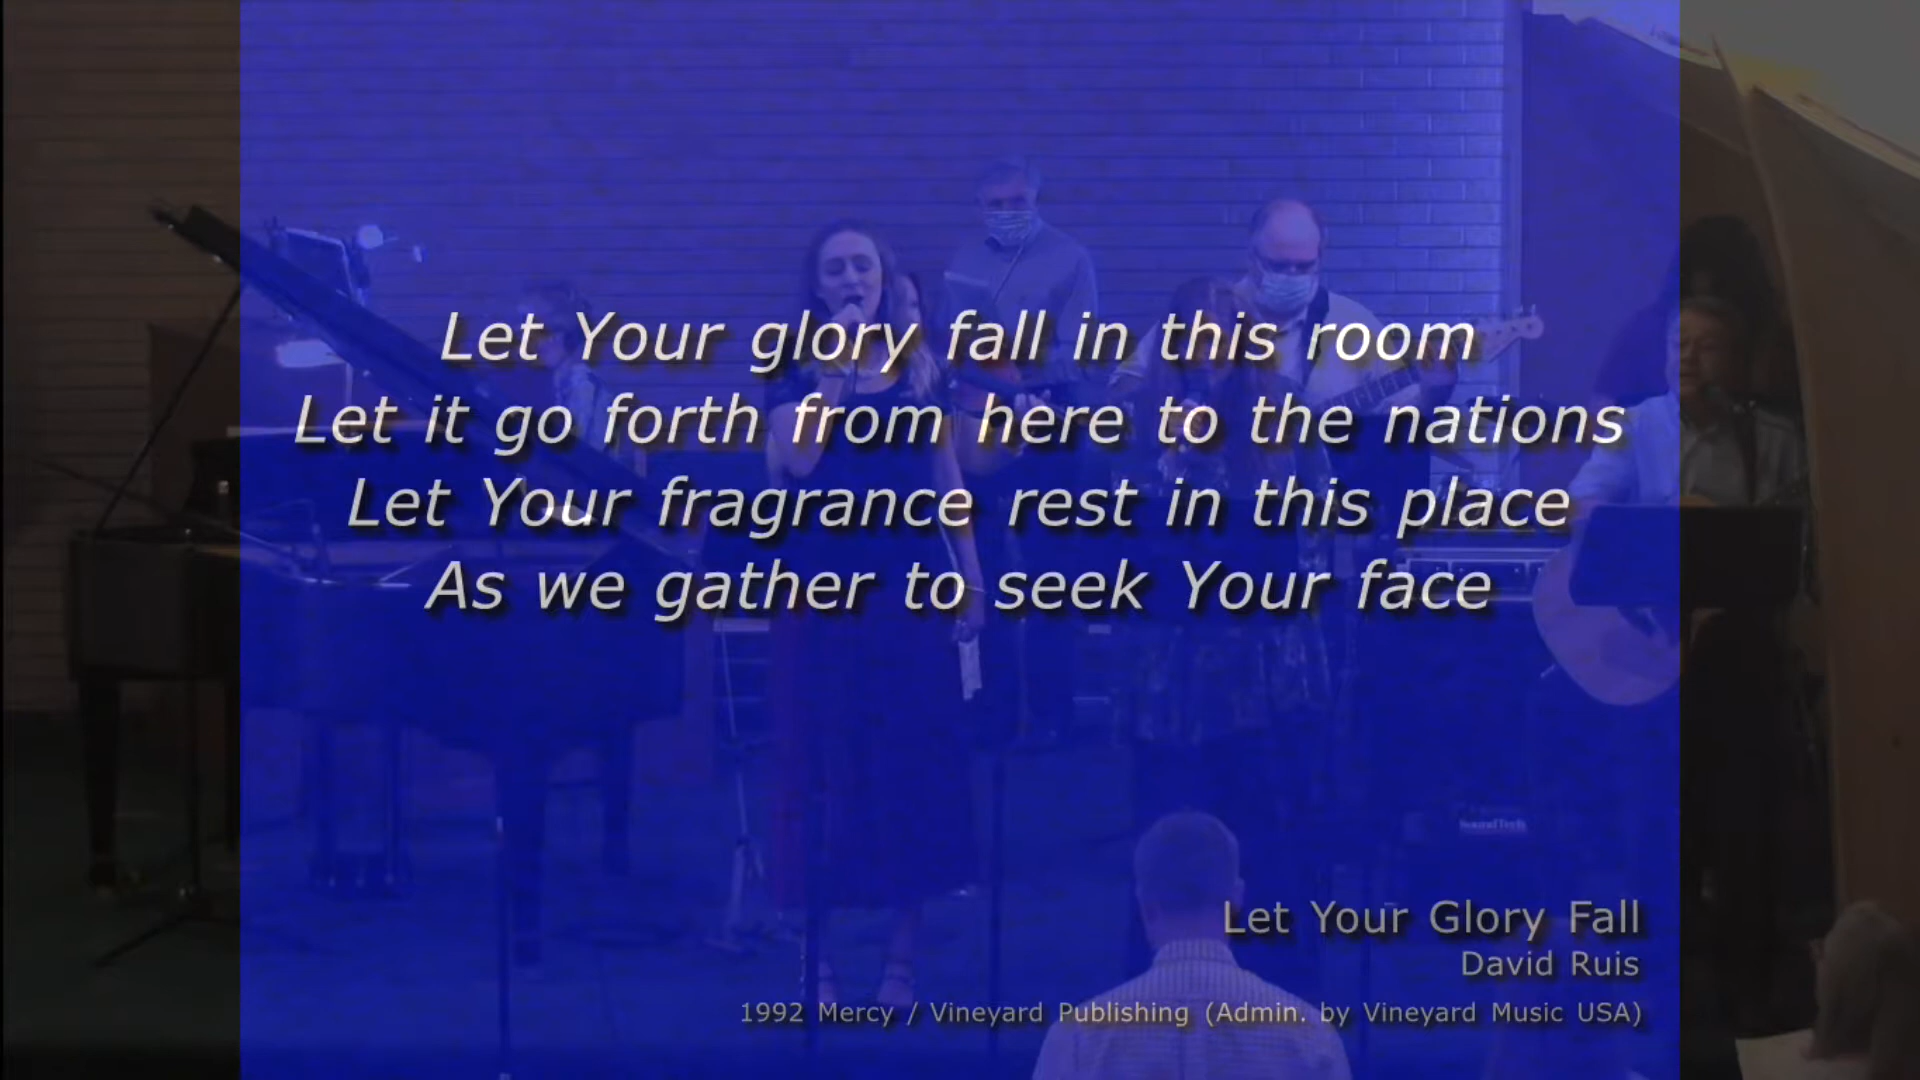 Let Your glory fall in this room
Let it go forth from here to the nations
Let Your fragrance rest in this place
As we gather to seek Your face
SoundTech
Let Your Glory Fall
David Ruis
1992 Mercy / Vineyard Publishing (Admin. by Vineyard Music USA)